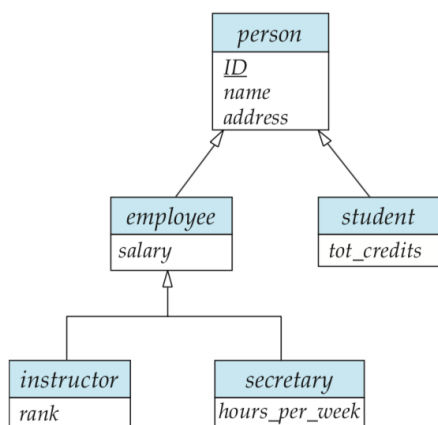 person
ID
name
address
employee
salary
student
tot_credits
instructor
rank
secretary
hours_per_week